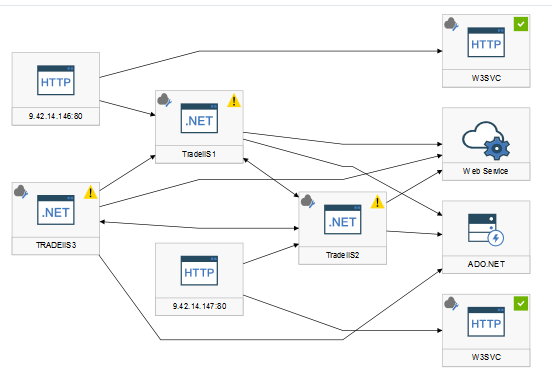 HTTP
W3SVC
HTTP
9.42.14.146:80
.NET
TradeIIS1
Web Service
.NET
TRADEIIS3
.NET
TradeIIS2
ADO.NET
HTTP
9.42.14.147:80
HTTP
W3SVC